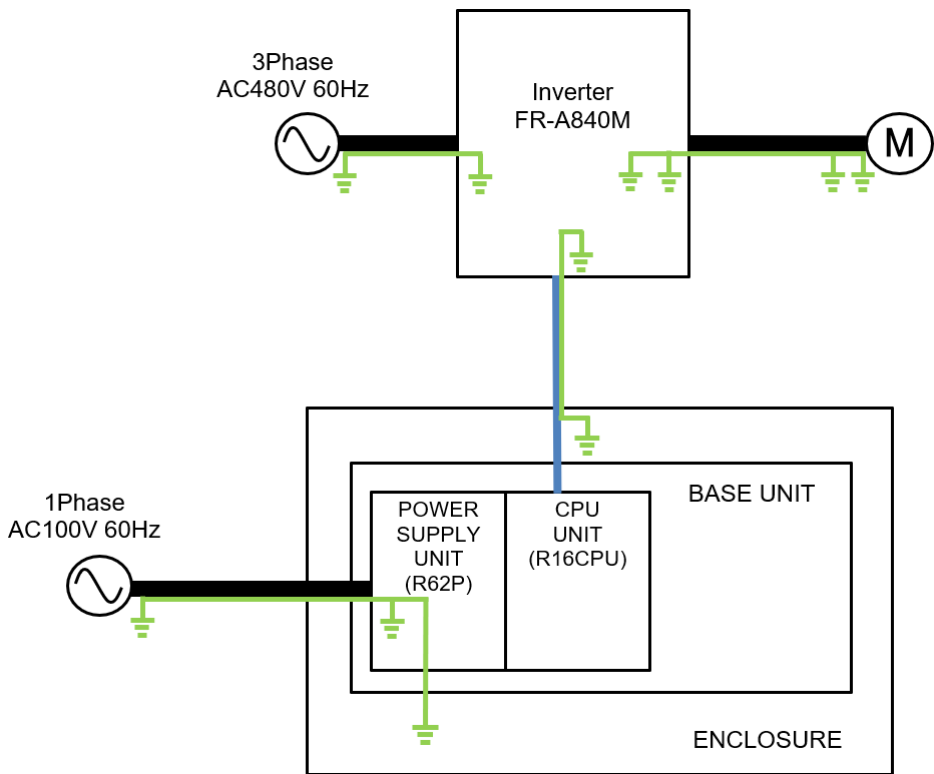 3Phase
AC480V 60Hz
Inverter
FR-A840M
M
1Phase
AC100V 60Hz
POWER
SUPPLY
UNIT
(R62P)
CPU
UNIT
(R16CPU)
BASE UNIT
ENCLOSURE